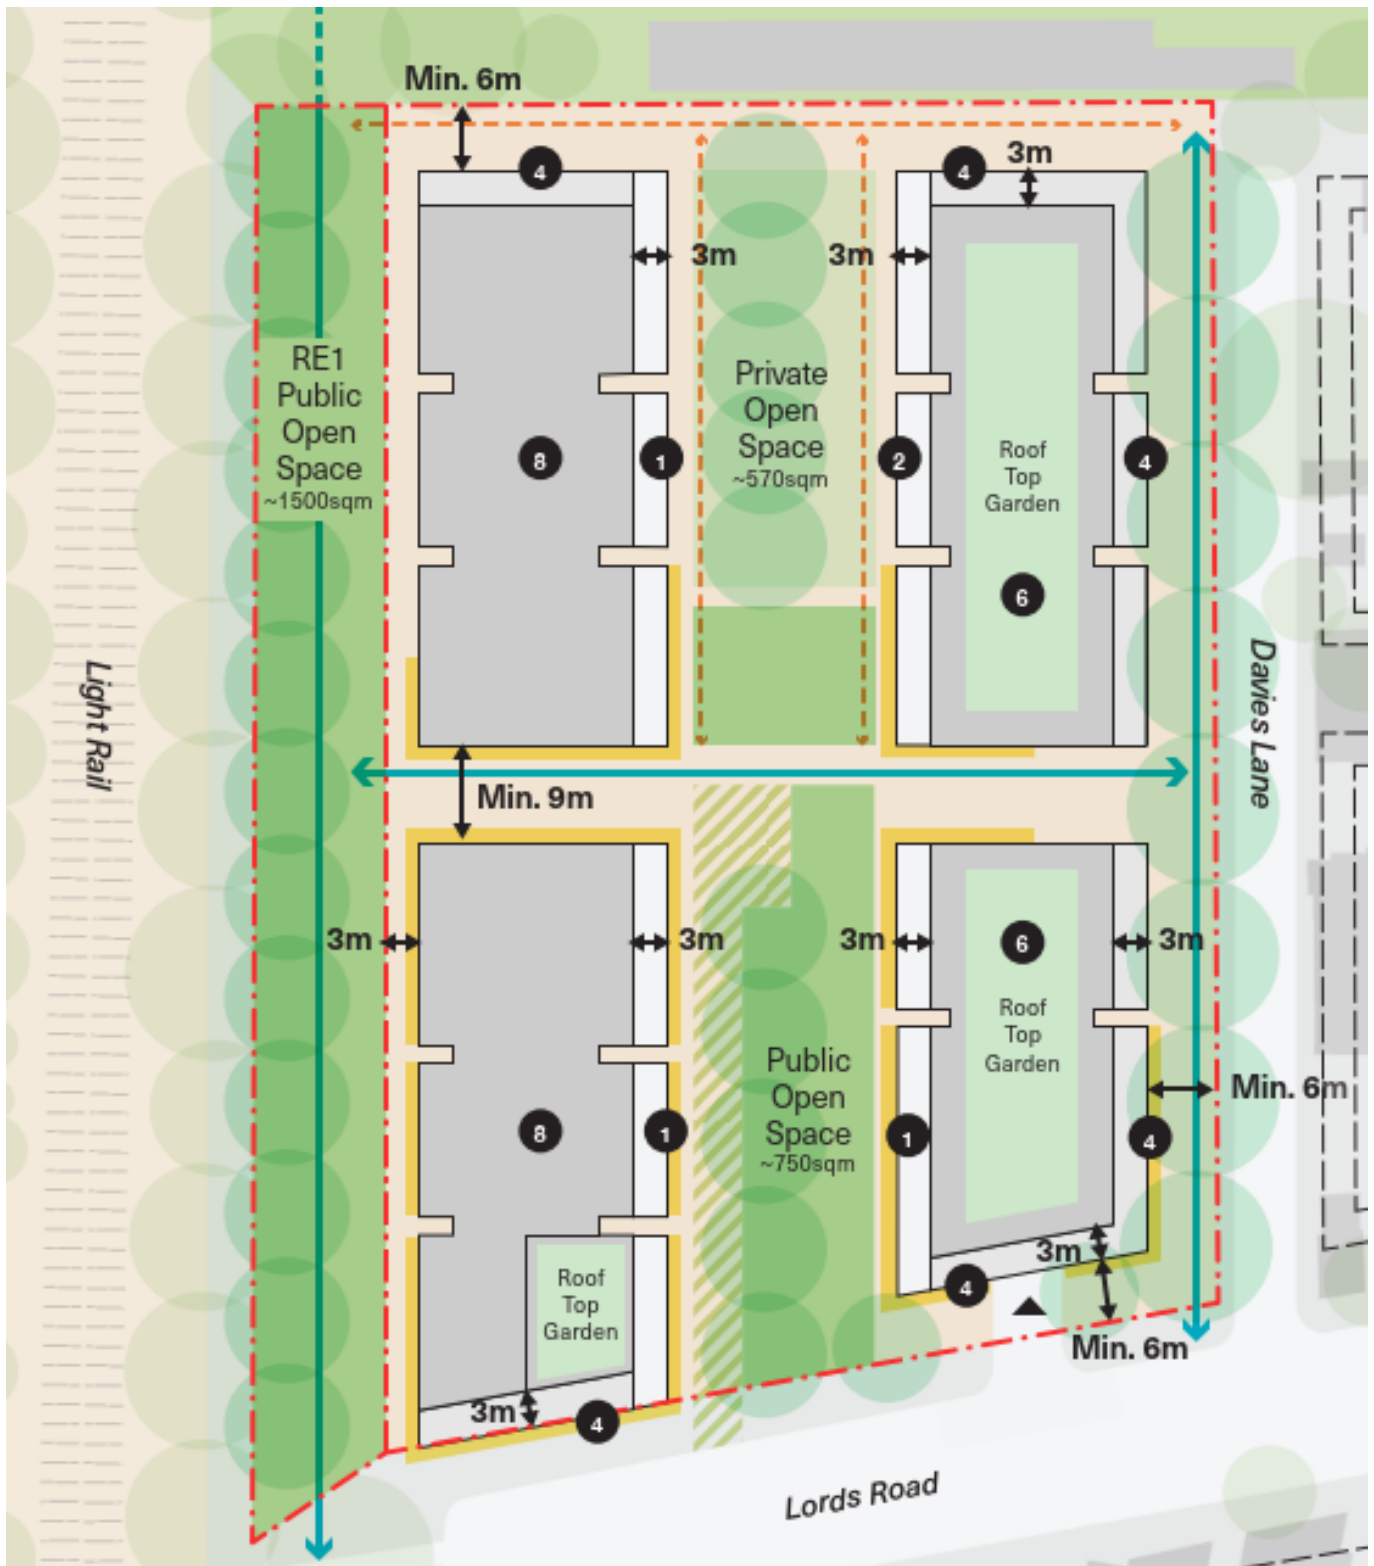 Min. 6m
4
4
3m
3m
3m
RE1
Public
Open
Space
~1500sqm
Private
Open
Space
~570sqm
8
1
2
Roof
Top
Garden
4
6
Light Rail
Davies Lane
Min. 9m
3m
3m
3m
6
3m
Roof
Top
Garden
Public
Open
Space
~750sqm
Min. 6m
8
1
1
4
3m
Roof
Top
Garden
4
Min. 6m
3m
4
Lords Road